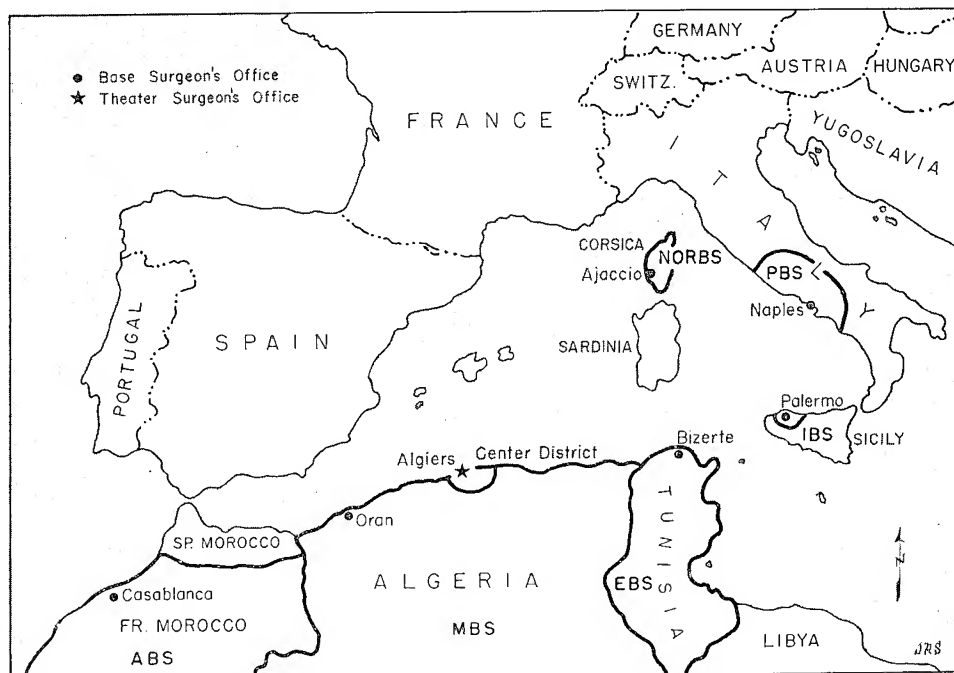 Base Surgeon's Office
Theater Surgeon's Office
GERMANY
SWITZ.
AUSTRIA
HUNGARY
FRANCE
YUGOSLAVIA
ITALY
CORSICA
NORBS
Ajaccio
PBS
Naples
PORTUGAL
SPAIN
SARDINIA
Palermo
IBS
SICILY
Algiers
Center District
Bizerte
Oran
TUNISIA
SP. MOROCCO
ALGERIA
EBS
Casablanca
FR. MOROCCO
MBS
ABS
LIBYA
N